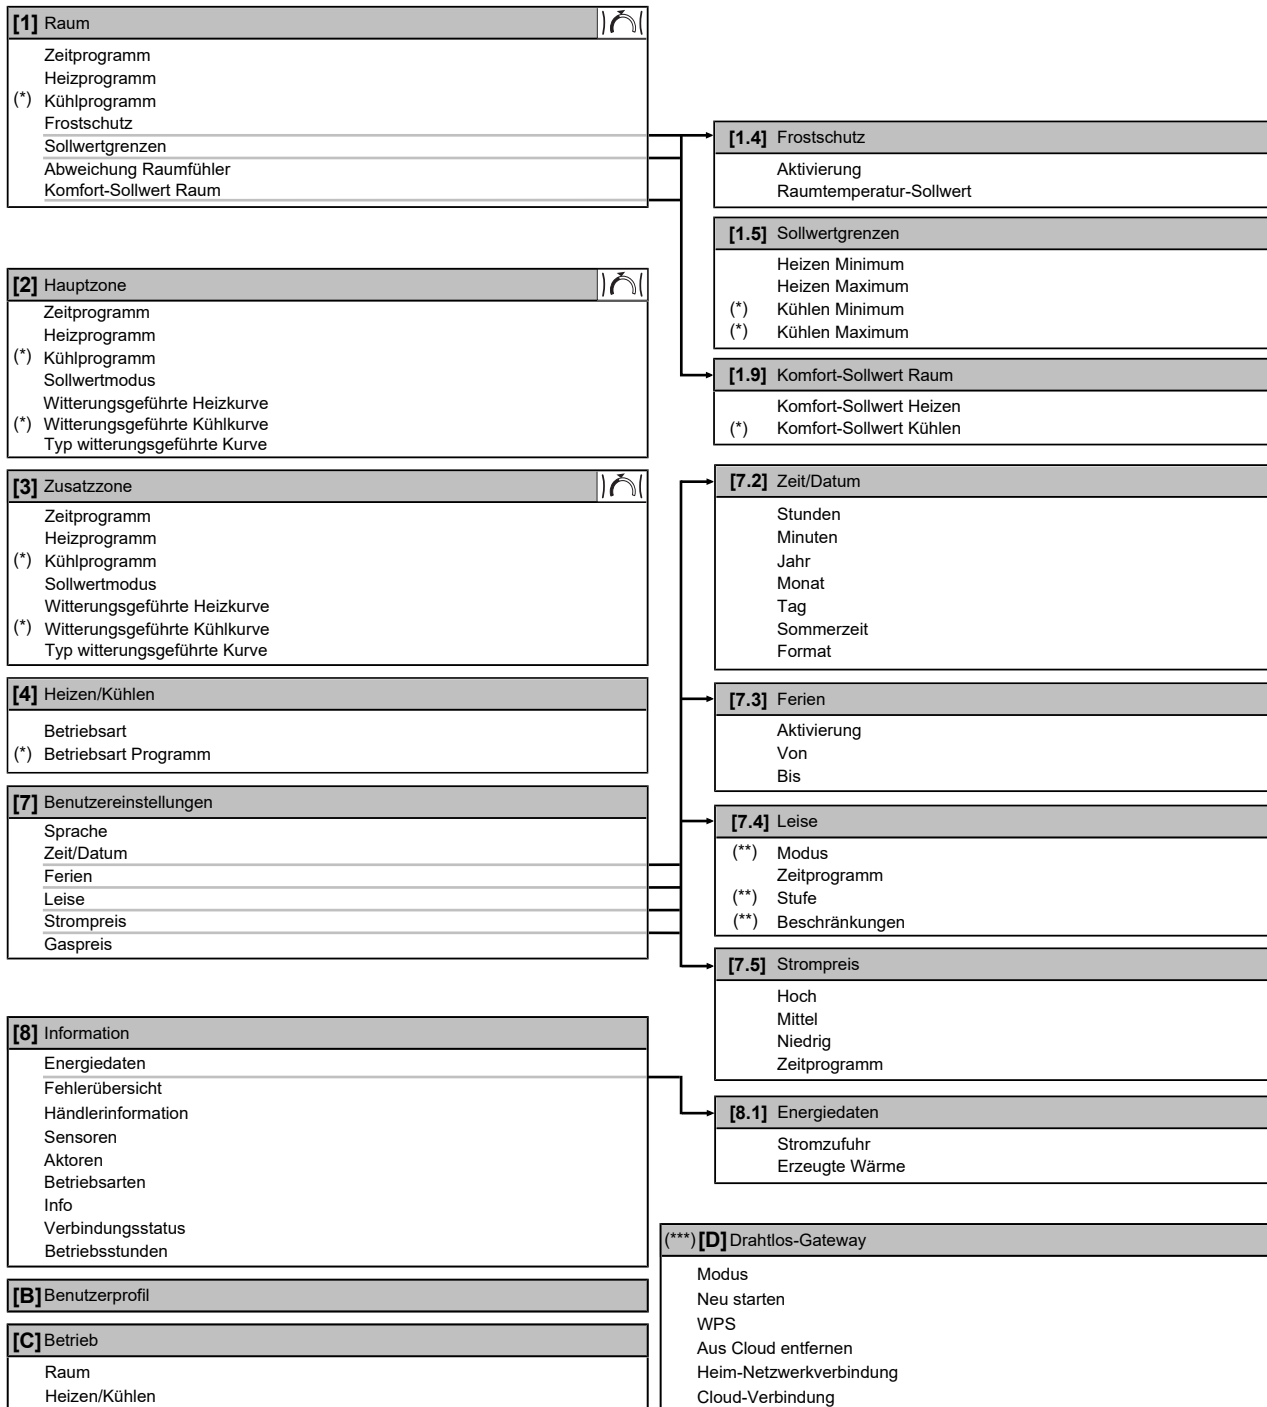 [1] Raum
Zeitprogramm
Heizprogramm
(*) Kühlprogramm
Frostschutz
Sollwertgrenzen
Abweichung Raumfühler
Komfort-Sollwert Raum
[2] Hauptzone
Zeitprogramm
Heizprogramm
(*) Kühlprogramm
Sollwertmodus
Witterungsgeführte Heizkurve
(*) Witterungsgeführte Kühlkurve
Typ witterungsgeführte Kurve
[3] Zusatzzone
Zeitprogramm
Heizprogramm
(*) Kühlprogramm
Sollwertmodus
Witterungsgeführte Heizkurve
(*) Witterungsgeführte Kühlkurve
Typ witterungsgeführte Kurve
[4] Heizen/Kühlen
Betriebsart
(*) Betriebsart Programm
[7] Benutzereinstellungen
Sprache
Zeit/Datum
Ferien
Leise
Strompreis
Gaspreis
[8] Information
Energiedaten
Fehlerübersicht
Händlerinformation
Sensoren
Aktoren
Betriebsarten
Info
Verbindungsstatus
Betriebsstunden
[B] Benutzerprofil
[C] Betrieb
Raum
Heizen/Kühlen
[1.4] Frostschutz
Aktivierung
Raumtemperatur-Sollwert
[1.5] Sollwertgrenzen
Heizen Minimum
Heizen Maximum
(*) Kühlen Minimum
(*) Kühlen Maximum
[1.9] Komfort-Sollwert Raum
Komfort-Sollwert Heizen
(*) Komfort-Sollwert Kühlen
[7.2] Zeit/Datum
Stunden
Minuten
Jahr
Monat
Tag
Sommerzeit
Format
[7.3] Ferien
Aktivierung
Von
Bis
[7.4] Leise
(**) Modus
Zeitprogramm
(**) Stufe
(**) Beschränkungen
[7.5] Strompreis
Hoch
Mittel
Niedrig
Zeitprogramm
[8.1] Energiedaten
Stromzufuhr
Erzeugte Wärme
(***) [D] Drahtlos-Gateway
Modus
Neu starten
WPS
Aus Cloud entfernen
Heim-Netzwerkverbindung
Cloud-Verbindung